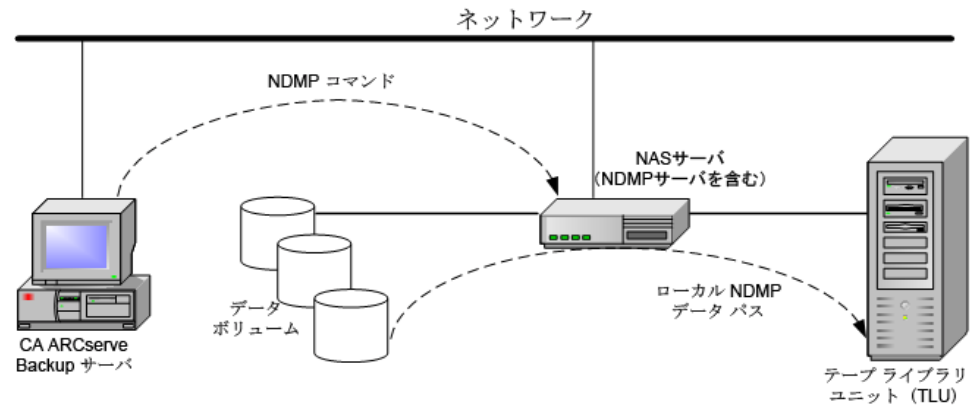 ネットワーク
NDMP コマンド
NASサーバ
(NDMPサーバを含む)
データ
ボリューム
ローカル NDMP
データ パス
CA ARCserve
Backup サーバ
テープ ライブラリ
ユニット (TLU)